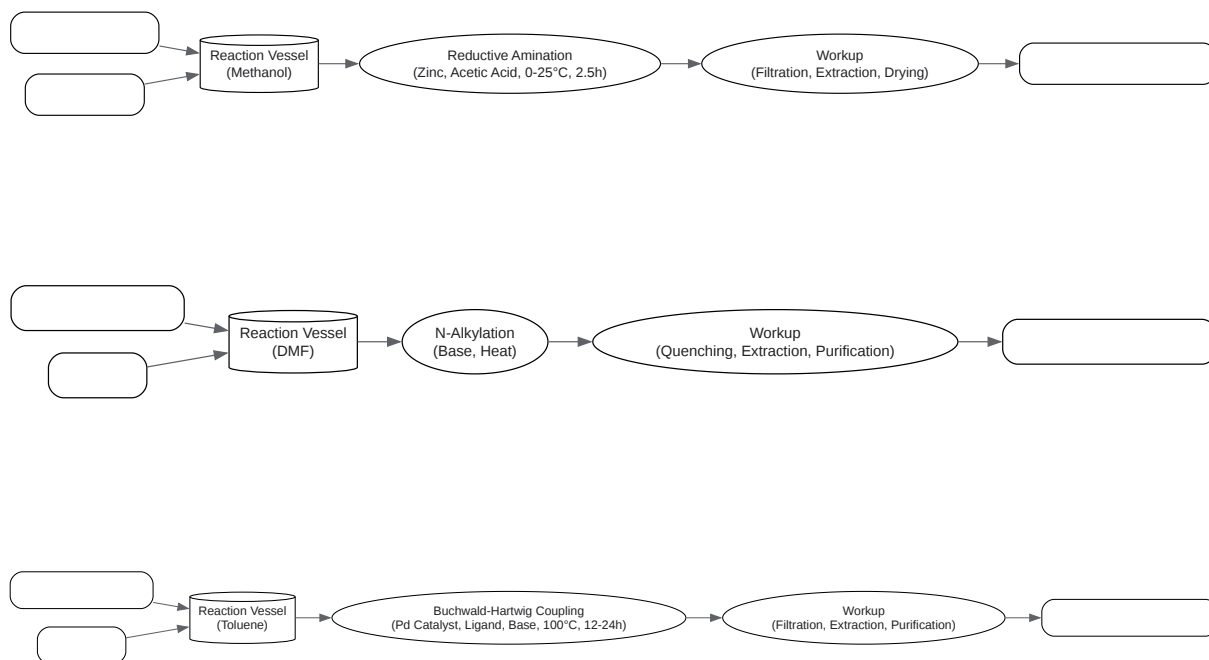 Reaction Vessel
(Methanol)
Reductive Amination
(Zinc, Acetic Acid, 0-25°C, 2.5h)
Workup
(Filtration, Extraction, Drying)
Reaction Vessel
(DMF)
N-Alkylation
(Base, Heat)
Workup
(Quenching, Extraction, Purification)
Reaction Vessel
(Toluene)
Buchwald-Hartwig Coupling
(Pd Catalyst, Ligand, Base, 100°C, 12-24h)
Workup
(Filtration, Extraction, Purification)